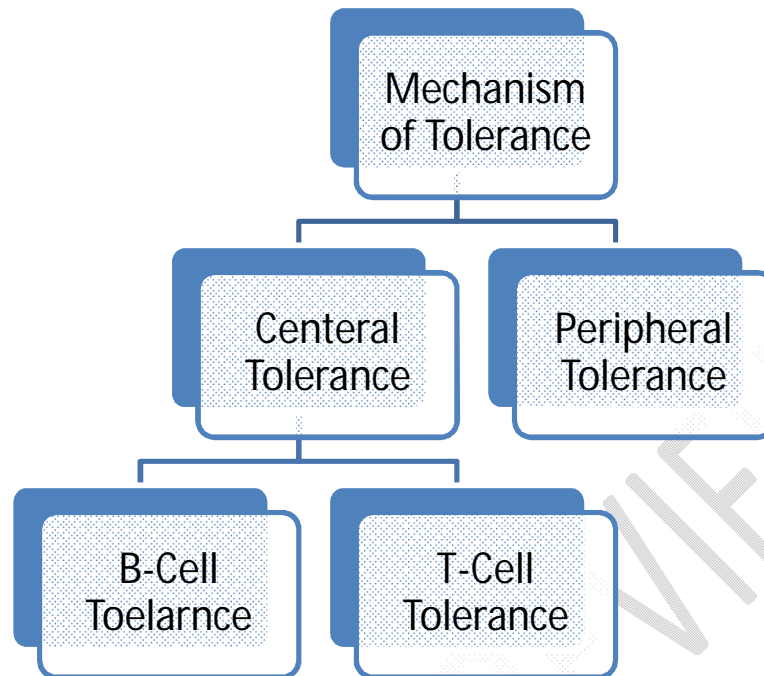 Mechanism
of Tolerance
Centeral
Tolerance
Peripheral
Tolerance
B-Cell
Toelarnce
T-Cell
Tolerance